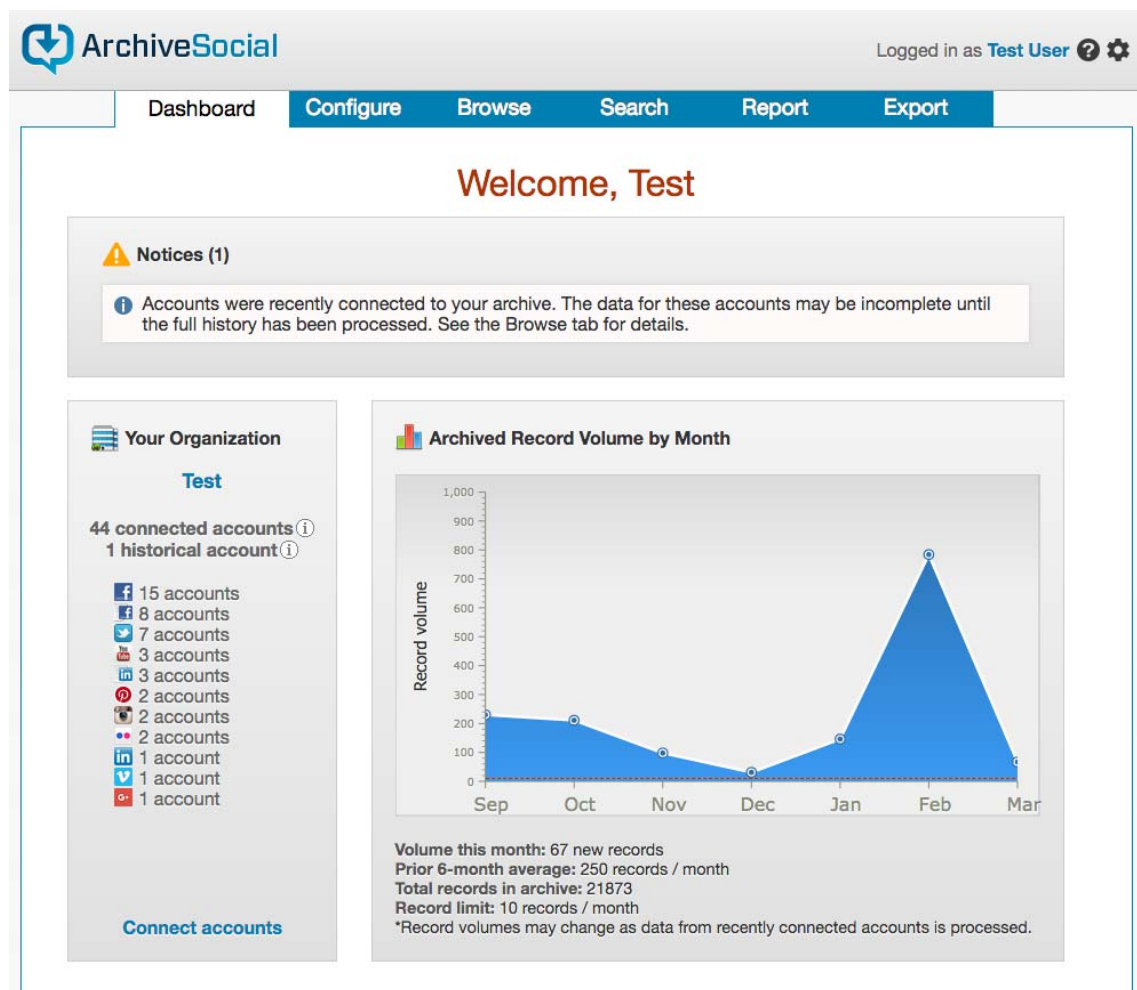 ArchiveSocial
Logged in as Test User
Dashboard
Configure
Browse
Search
Report
Export
Welcome, Test
Notices (1)
Accounts were recently connected to your archive. The data for these accounts may be incomplete until
the full history has been processed. See the Browse tab for details.
Your Organization
Test
44 connected accounts
1 historical account
15 accounts
8 accounts
7 accounts
3 accounts
3 accounts
2 accounts
2 accounts
2 accounts
1 account
1 account
1 account
Connect accounts
Archived Record Volume by Month
Record volume
1,000
900
800
700
600
500
400
300
200
100
0
Sep
Oct
Nov
Dec
Jan
Feb
Mar
Volume this month: 67 new records
Prior 6-month average: 250 records / month
Total records in archive: 21873
Record limit: 10 records / month
*Record volumes may change as data from recently connected accounts is processed.